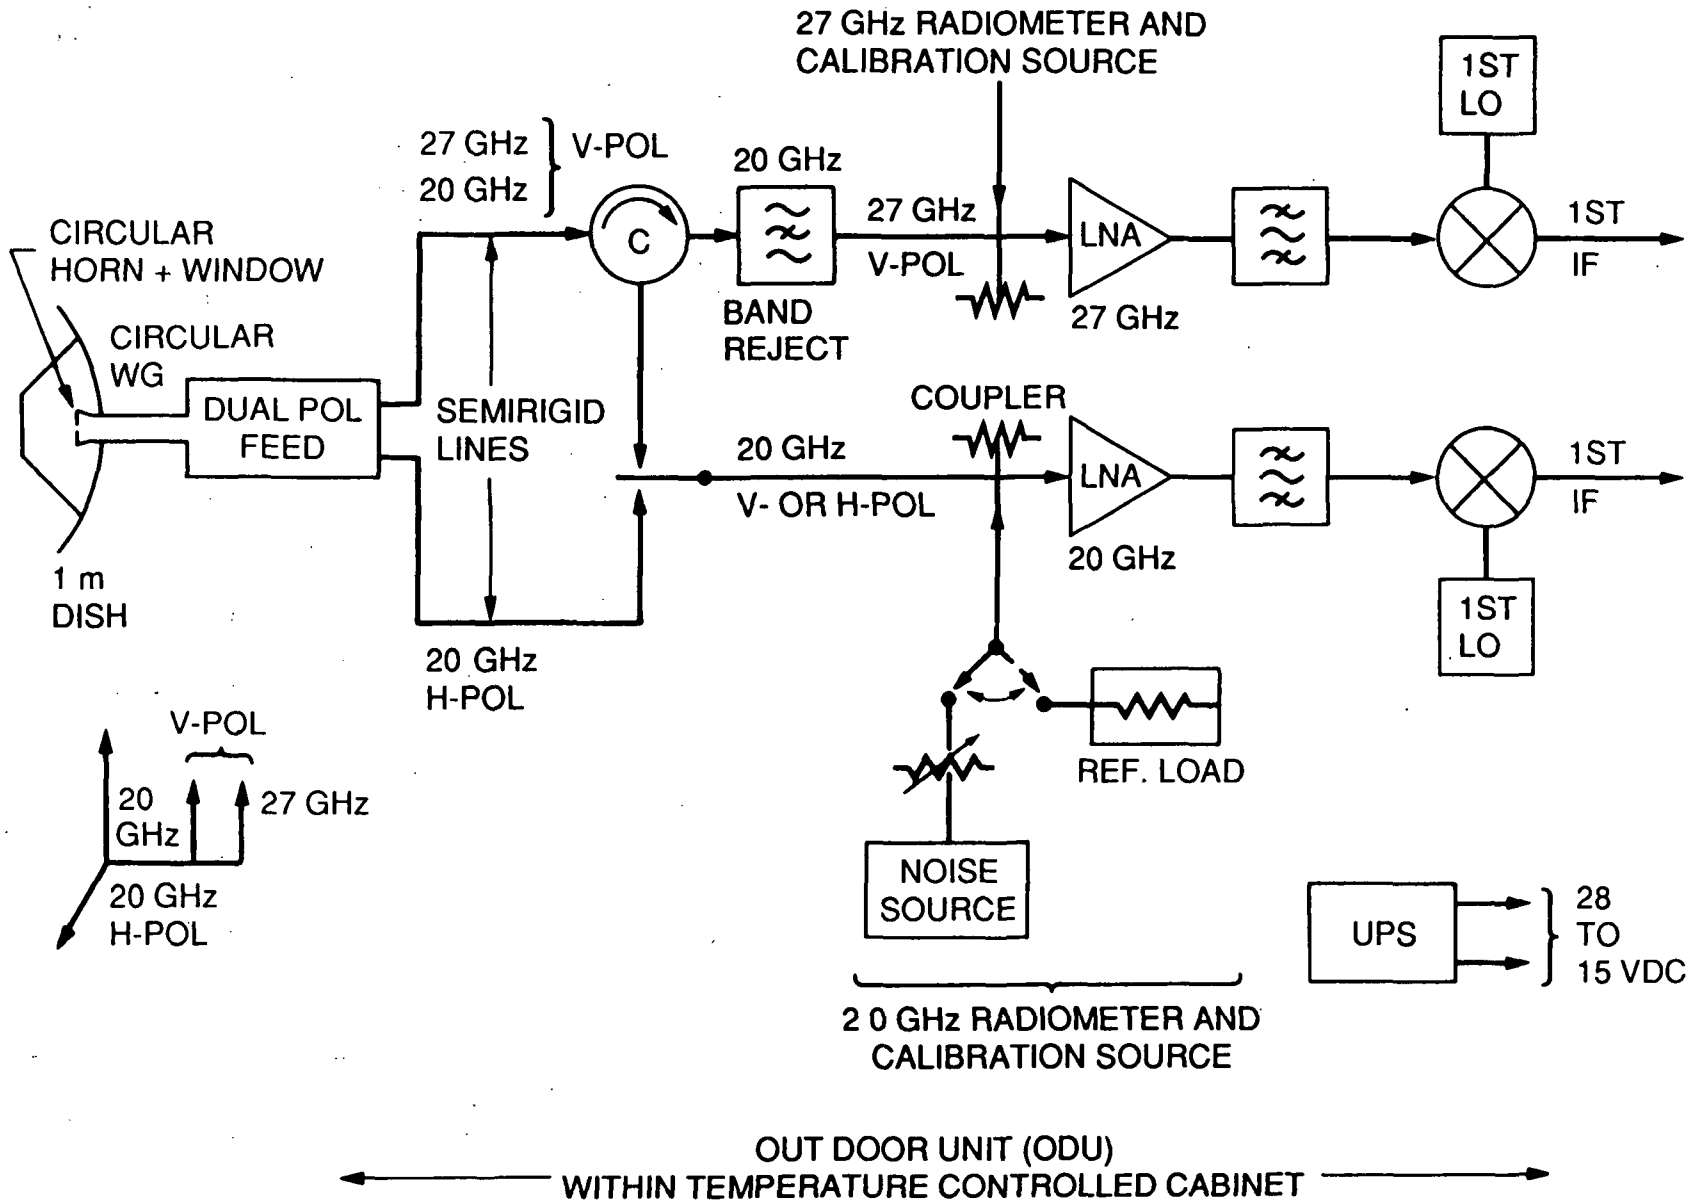 27 GHz RADIOMETER AND
CALIBRATION SOURCE
1ST
LO
27 GHz
20 GHz
V-POL
20 GHz
BAND
REJECT
C
27 GHz
V-POL
LNA
27 GHz
1ST
IF
CIRCULAR
HORN + WINDOW
CIRCULAR
WG
DUAL POL
FEED
SEMIRIGID
LINES
1 m
DISH
COUPLER
20 GHz
V- OR H-POL
LNA
20 GHz
1ST
IF
1ST
LO
20 GHz
H-POL
V-POL
20
GHz
27 GHz
20 GHz
H-POL
REF. LOAD
NOISE
SOURCE
UPS
28
TO
15 VDC
2 0 GHz RADIOMETER AND
CALIBRATION SOURCE
OUT DOOR UNIT (ODU)
WITHIN TEMPERATURE CONTROLLED CABINET